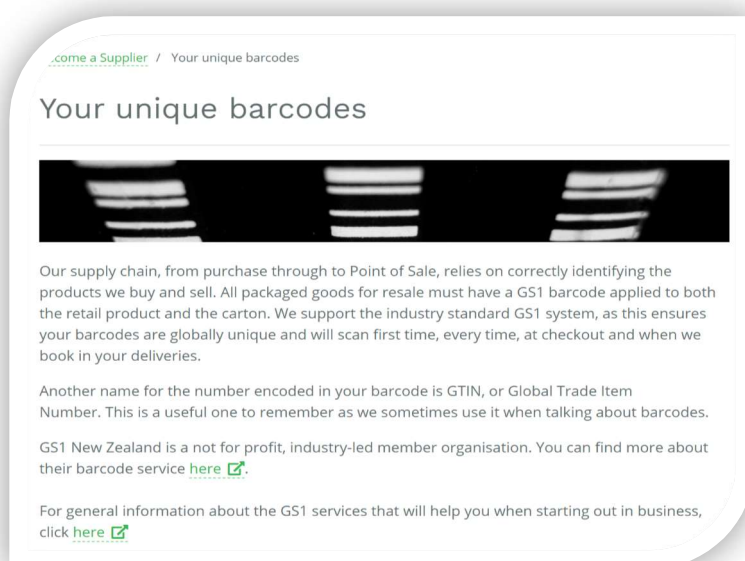 come a Supplier / Your unique barcodes
Your unique barcodes
Our supply chain, from purchase through to Point of Sale, relies on correctly identifying the
products we buy and sell. All packaged goods for resale must have a GS1 barcode applied to both
the retail product and the carton. We support the industry standard GS1 system, as this ensures
your barcodes are globally unique and will scan first time, every time, at checkout and when we
book in your deliveries.
Another name for the number encoded in your barcode is GTIN, or Global Trade Item
Number. This is a useful one to remember as we sometimes use it when talking about barcodes.
GS1 New Zealand is a not for profit, industry-led member organisation. You can find more about
their barcode service here.
For general information about the GS1 services that will help you when starting out in business,
click here